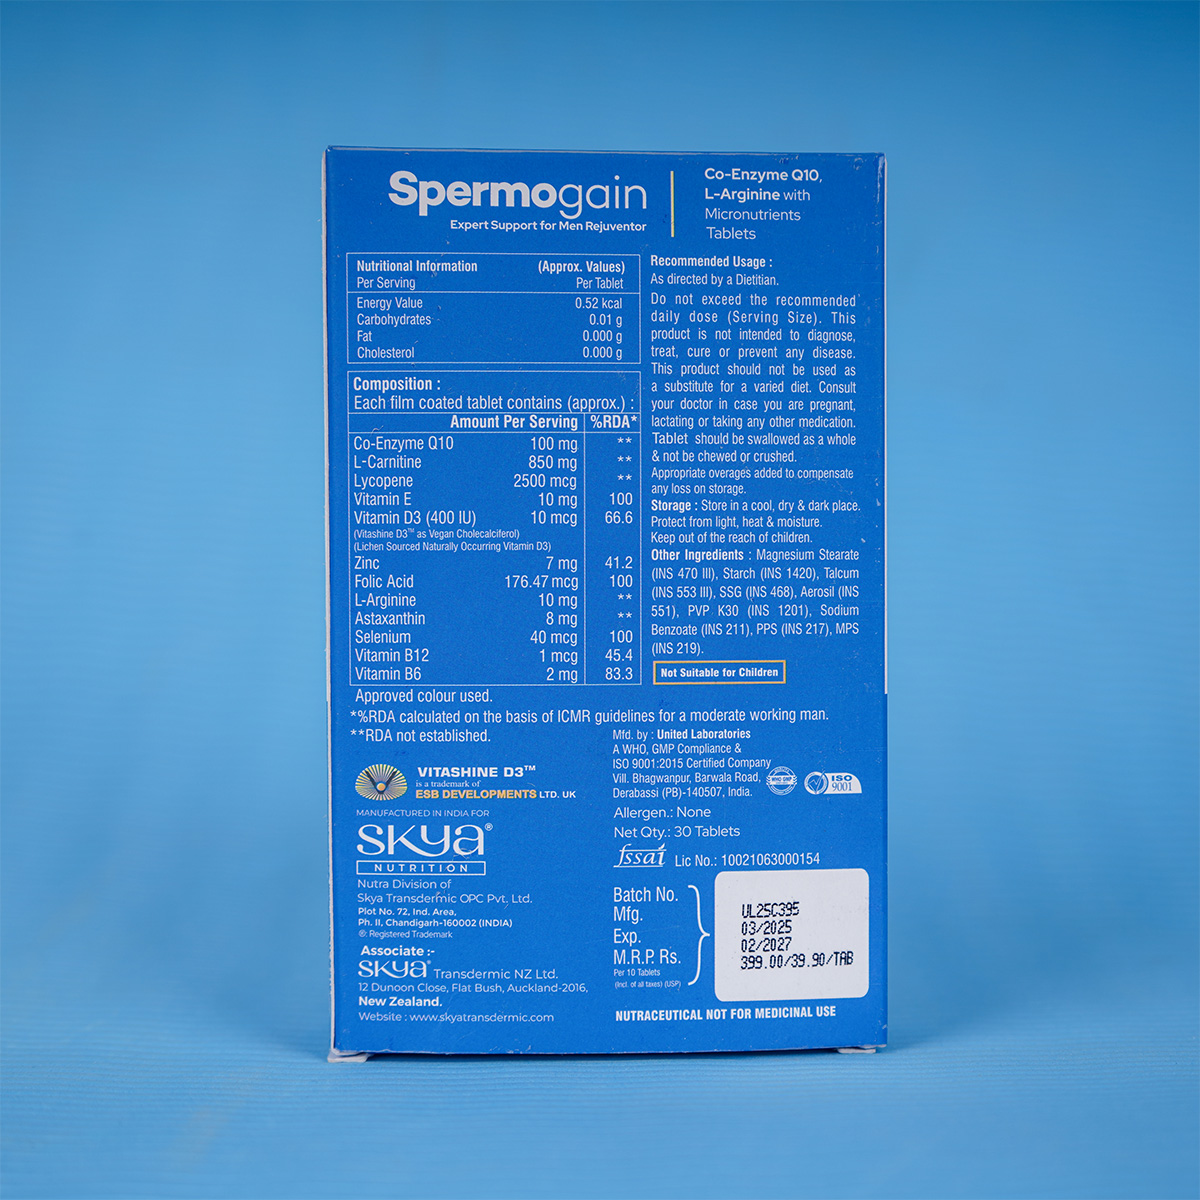 Spermogain
Expert Support for Men Rejuventor
Co-Enzyme Q10,
L-Arginine with
Micronutrients
Tablets
Nutritional Information (Approx. Values)
Per Serving Per Tablet
Energy Value 0.52 kcal
Carbohydrates 0.01 g
Fat 0.000 g
Cholesterol 0.000 g
Composition :
Each film coated tablet contains (approx.) :
Amount Per Serving %RDA*
Co-Enzyme Q10 100 mg **
L-Carnitine 850 mg **
Lycopene 2500 mcg **
Vitamin E 10 mg 100
Vitamin D3 (400 IU) 10 mcg 66.6
(Vitashine D3™ as Vegan Cholecalciferol)
(Lichen Sourced Naturally Occurring Vitamin D3)
Zinc 7 mg 41.2
Folic Acid 176.47 mcg 100
L-Arginine 10 mg **
Astaxanthin 8 mg **
Selenium 40 mcg 100
Vitamin B12 1 mcg 45.4
Vitamin B6 2 mg 83.3
Approved colour used.
*%RDA calculated on the basis of ICMR guidelines for a moderate working man.
**RDA not established.
Recommended Usage :
As directed by a Dietitian.
Do not exceed the recommended
daily dose (Serving Size). This
product is not intended to diagnose,
treat, cure or prevent any disease.
This product should not be used as
a substitute for a varied diet. Consult
your doctor in case you are pregnant,
lactating or taking any other medication.
Tablet should be swallowed as a whole
& not be chewed or crushed.
Appropriate overages added to compensate
any loss on storage.
Storage : Store in a cool, dry & dark place.
Protect from light, heat & moisture.
Keep out of the reach of children.
Other Ingredients : Magnesium Stearate
(INS 470 III), Starch (INS 1420), Talcum
(INS 553 III), SSG (INS 468), Aerosil (INS
551), PVP K30 (INS 1201), Sodium
Benzoate (INS 211), PPS (INS 217), MPS
(INS 219).
Not Suitable for Children
VITASHINE D3™
is a trademark of
ESB DEVELOPMENTS LTD. UK
MANUFACTURED IN INDIA FOR
SKYA®
NUTRITION
Nutra Division of
Skya Transdermic OPC Pvt. Ltd.
Plot No. 72, Ind. Area,
Ph. II, Chandigarh-160002 (INDIA)
®: Registered Trademark
Associate :-
SKYA® Transdermic NZ Ltd.
12 Dunoon Close, Flat Bush, Auckland-2016,
New Zealand.
Website : www.skyatransdermic.com
Mfd. by : United Laboratories
A WHO, GMP Compliance &
ISO 9001:2015 Certified Company
Vill. Bhagwanpur, Barwala Road,
Derabassi (PB)-140507, India.
WHO GMP
ISO
9001
Allergen.: None
Net Qty.: 30 Tablets
fssai Lic No.: 10021063000154
Batch No. UL25C395
Mfg. 03/2025
Exp. 02/2027
M.R.P. Rs. 399.00/39.90/TAB
Per 10 Tablets
(Incl. of all taxes) (USP)
NUTRACEUTICAL NOT FOR MEDICINAL USE